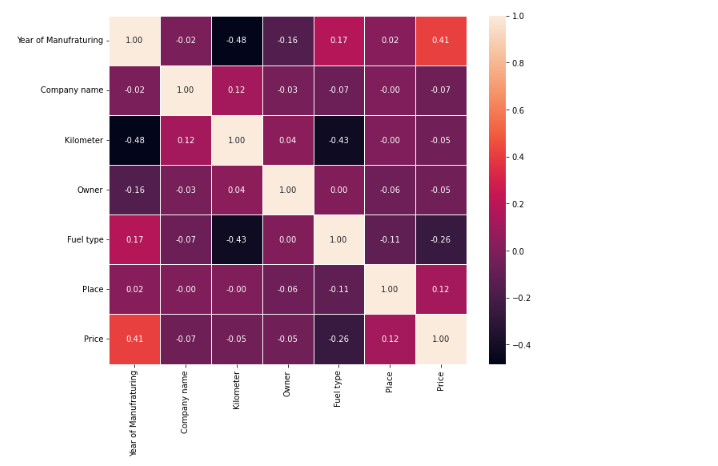 Year of Manufraturing 1.00 -0.02 -0.48 -0.16 0.17 0.02 0.41
Company name -0.02 1.00 0.12 -0.03 -0.07 -0.00 -0.07
Kilometer -0.48 0.12 1.00 0.04 -0.43 -0.00 -0.05
Owner -0.16 -0.03 0.04 1.00 0.00 -0.06 -0.05
Fuel type 0.17 -0.07 -0.43 0.00 1.00 -0.11 -0.26
Place 0.02 -0.00 -0.00 -0.06 -0.11 1.00 0.12
Price 0.41 -0.07 -0.05 -0.05 -0.26 0.12 1.00
Year of Manufraturing
Company name
Kilometer
Owner
Fuel type
Place
Price
1.0
0.8
0.6
0.4
0.2
0.0
−0.2
−0.4